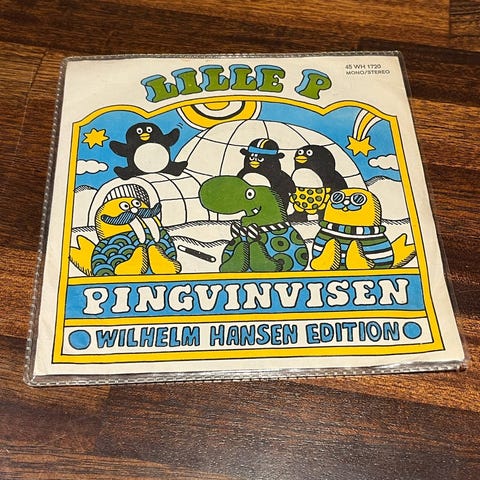 45 WH 1720
MONO/STEREO
LILLE P
PINGVINVISEN
WILHELM HANSEN EDITION